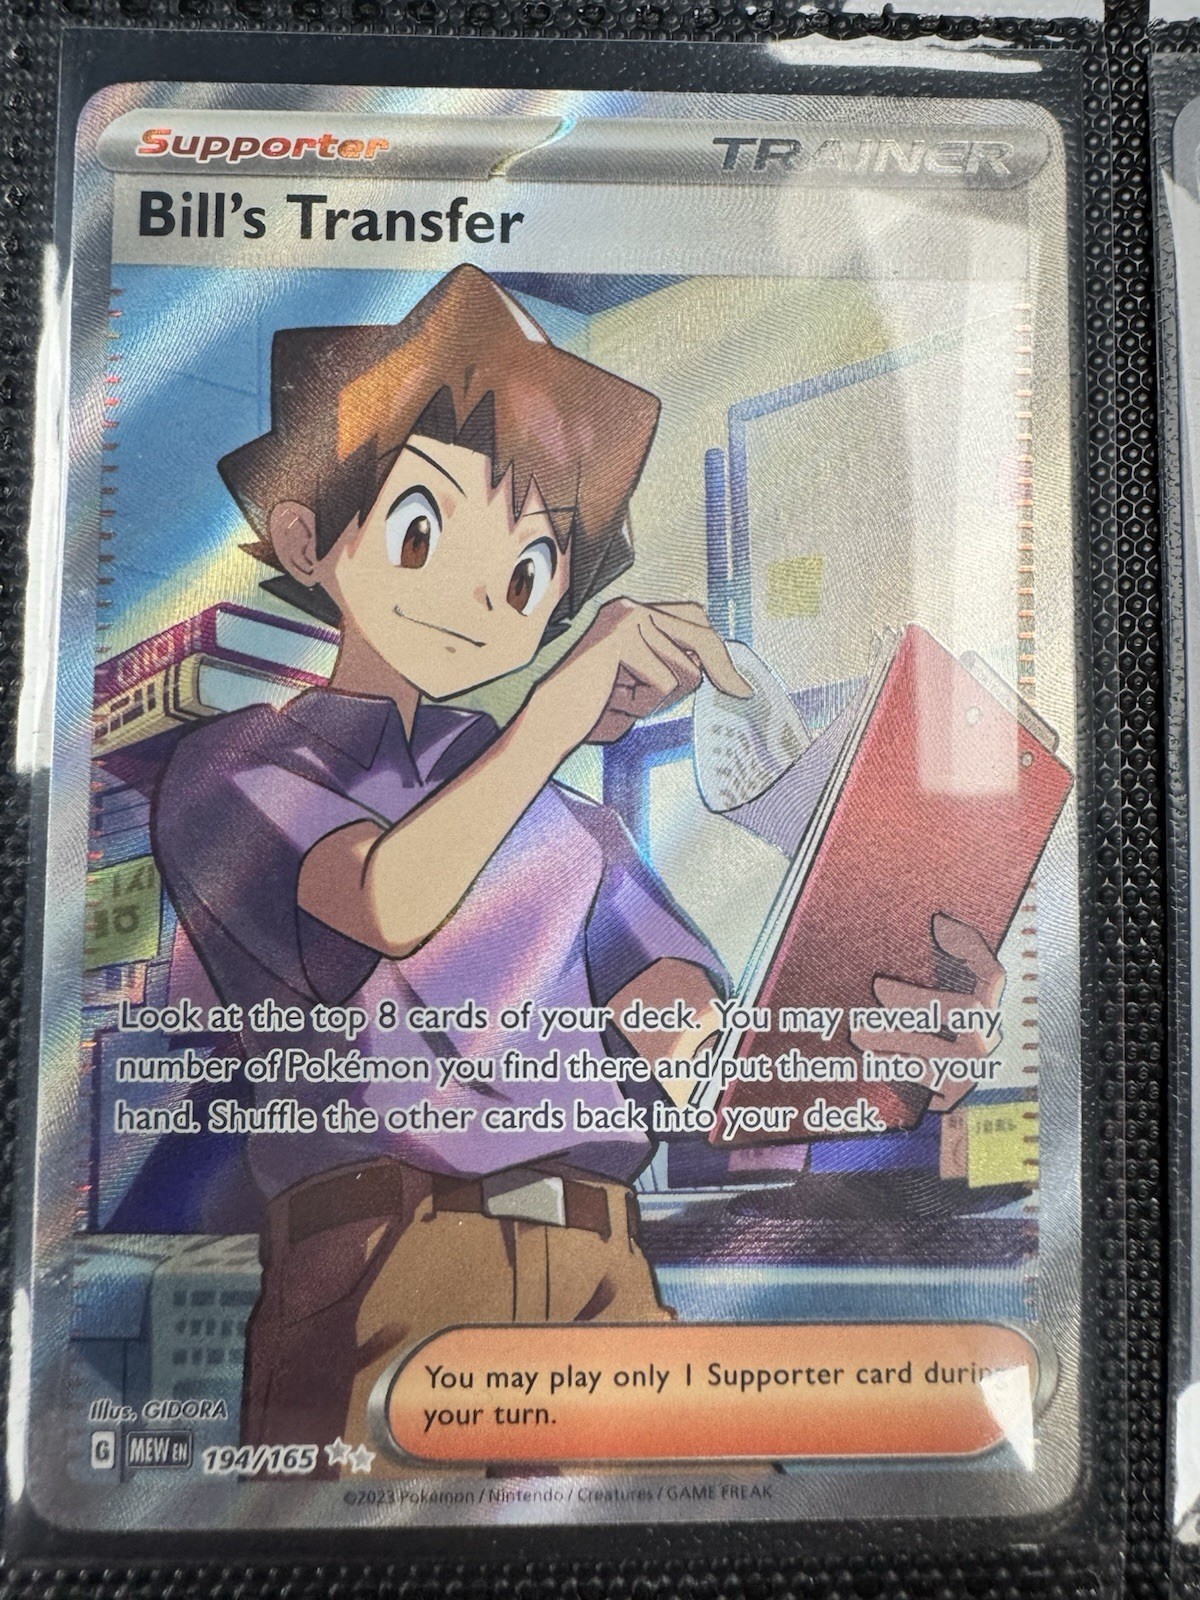 Supporter TRAINER
Bill's Transfer
Look at the top 8 cards of your deck. You may reveal any
number of Pokémon you find there and put them into your
hand. Shuffle the other cards back into your deck.
You may play only 1 Supporter card during
your turn.
Illus. GIDORA
G MEW EN 194/165
©2023 Pokémon / Nintendo / Creatures / GAME FREAK